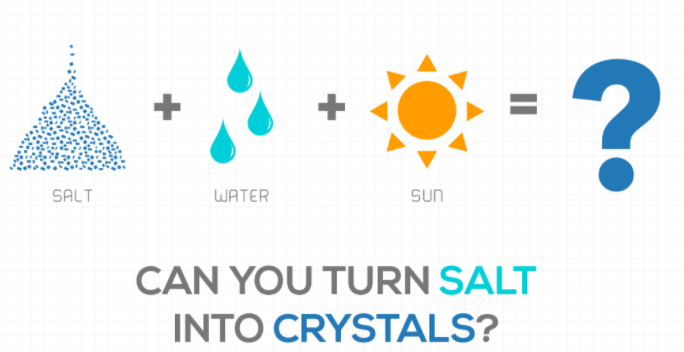 + + = ?
SALT WATER SUN
CAN YOU TURN SALT
INTO CRYSTALS?